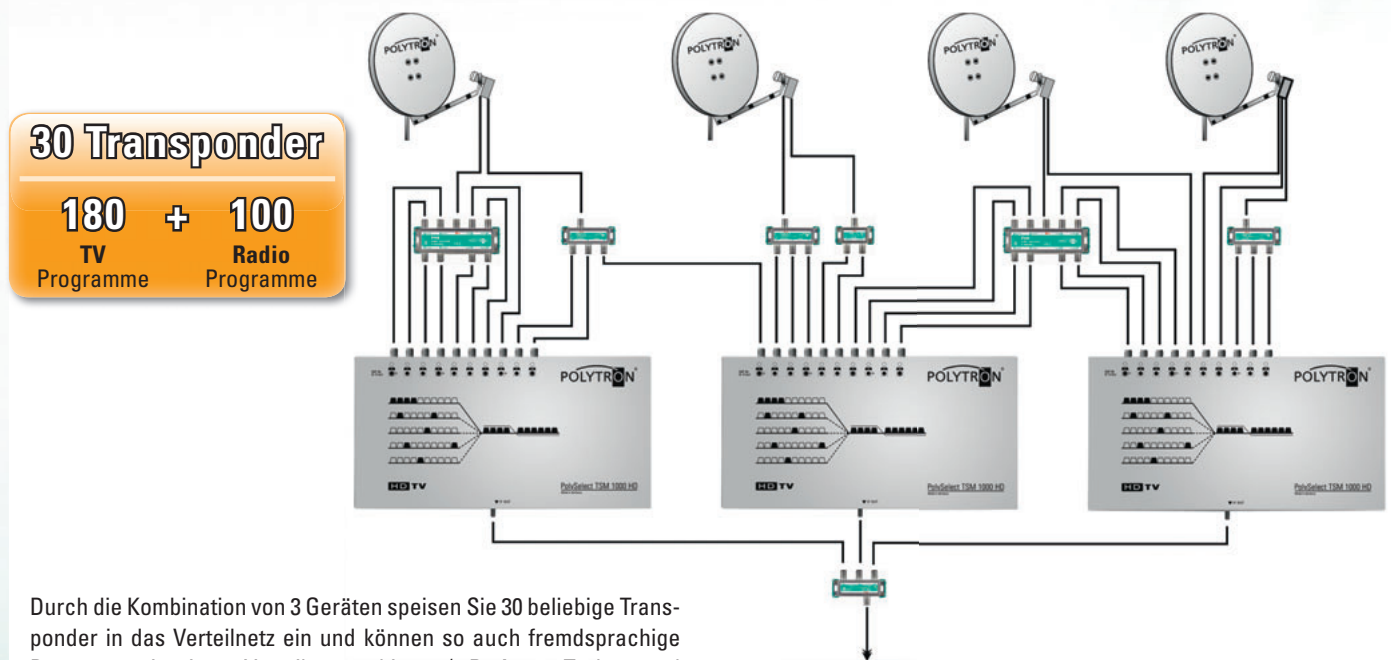 POLYTRON
POLYTRON
POLYTRON
POLYTRON
30 Transponder
180 + 100
TV Radio
Programme Programme
POLYTRON®
POLYTRON®
POLYTRON®
HD TV
PolySelect TSM 1000 HD
HD TV
PolySelect TSM 1000 HD
HD TV
PolySelect TSM 1000 HD
Durch die Kombination von 3 Geräten speisen Sie 30 beliebige Trans-
ponder in das Verteilnetz ein und können so auch fremdsprachige